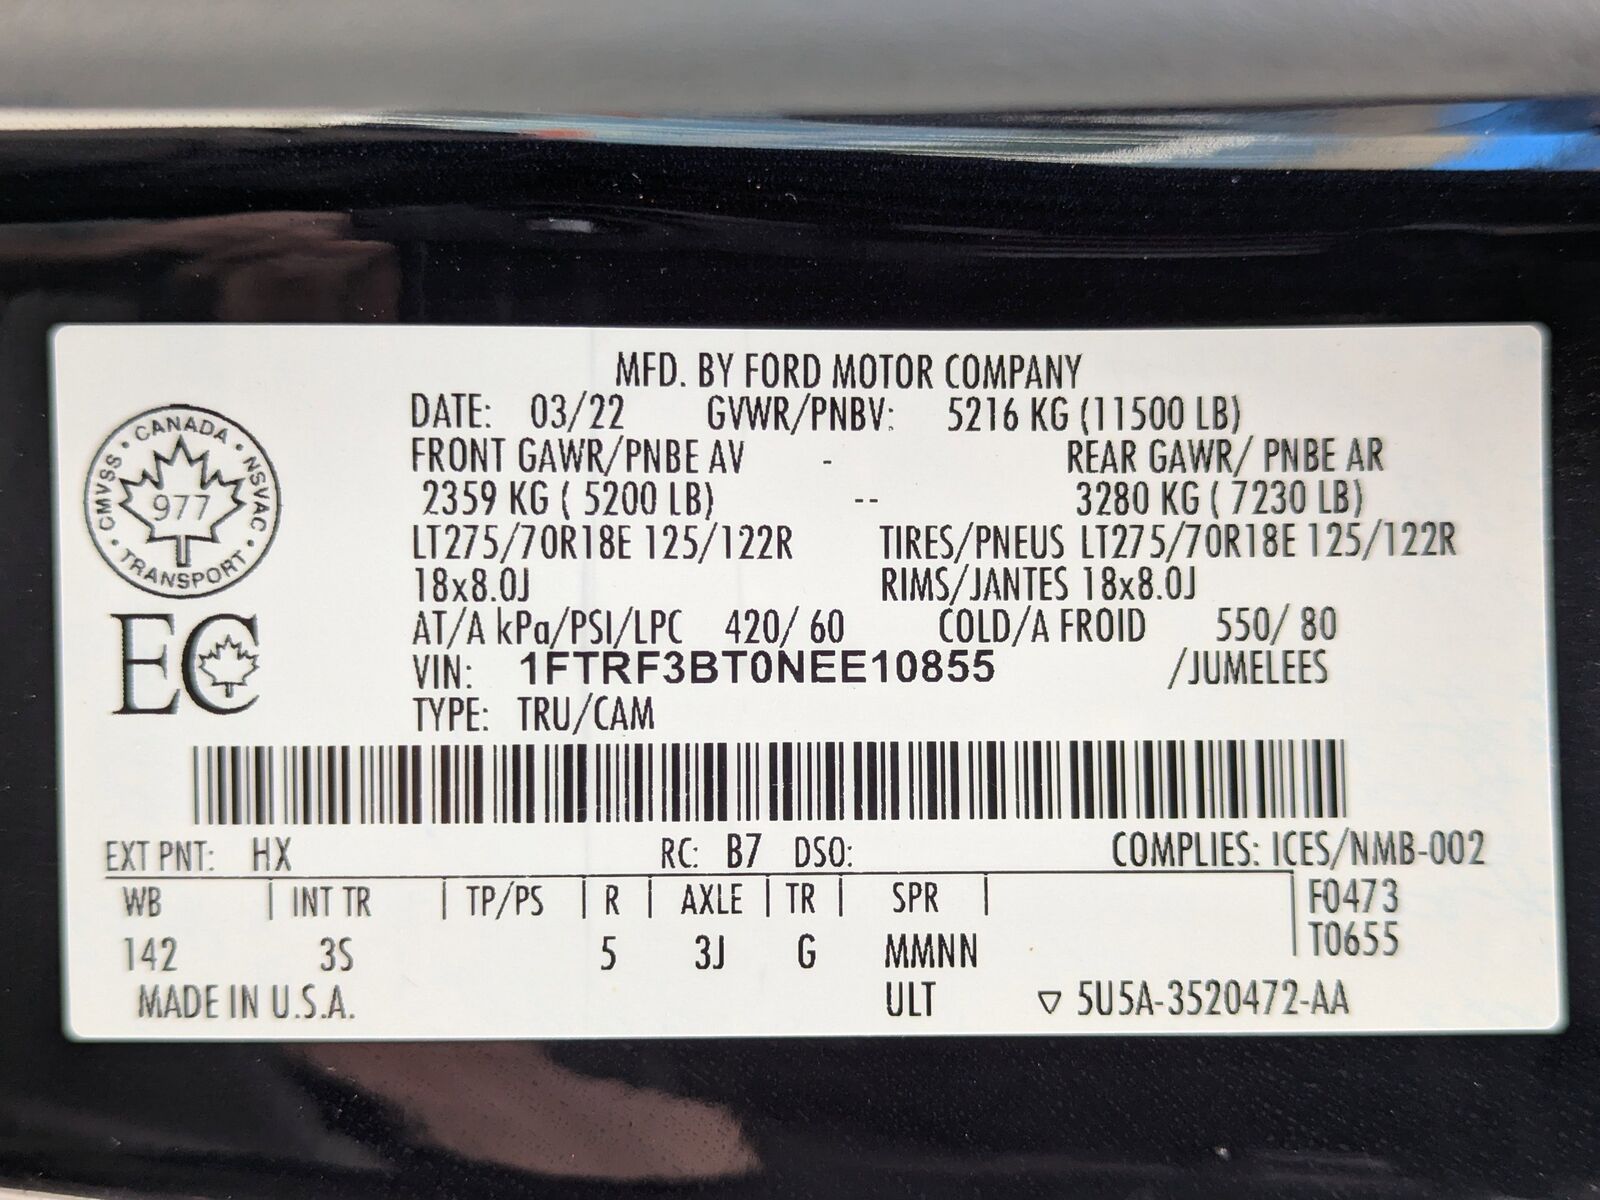 MFD. BY FORD MOTOR COMPANY
DATE: 03/22 GVWR/PNBV: 5216 KG (11500 LB)
FRONT GAWR/PNBE AV - REAR GAWR/ PNBE AR
2359 KG ( 5200 LB) -- 3280 KG ( 7230 LB)
LT275/70R18E 125/122R TIRES/PNEUS LT275/70R18E 125/122R
18x8.0J RIMS/JANTES 18x8.0J
AT/A kPa/PSI/LPC 420/ 60 COLD/A FROID 550/ 80
VIN: 1FTRF3BT0NEE10855 /JUMELEES
TYPE: TRU/CAM
CANADA
CMVSS • NSVAC
977
TRANSPORT
EC
EXT PNT: HX RC: B7 DSO: COMPLIES: ICES/NMB-002
WB | INT TR | TP/PS | R | AXLE | TR | SPR | F0473
T0655
142 3S 5 3J G MMNN
MADE IN U.S.A. ULT ▽ 5U5A-3520472-AA